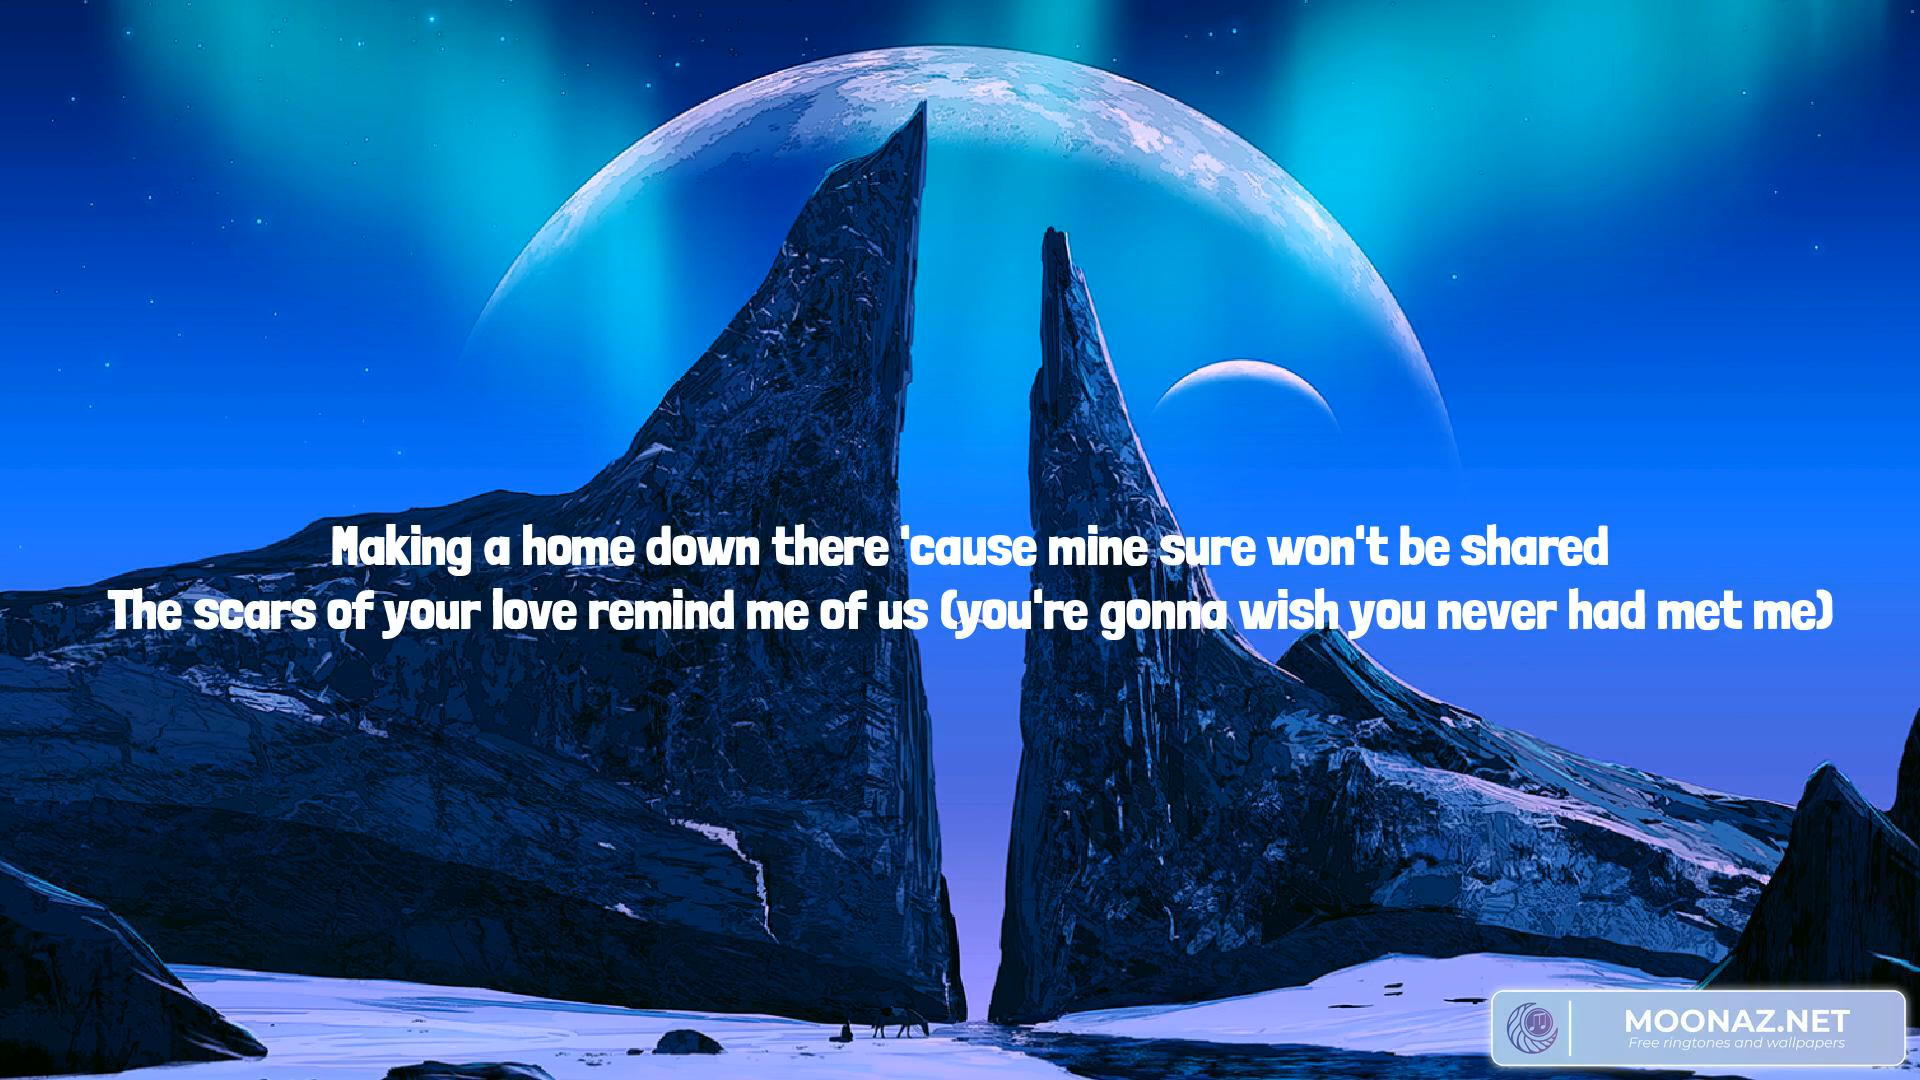 Making a home down there 'cause mine sure won't be shared
The scars of your love remind me of us (you're gonna wish you never had met me)
MOONAZ.NET
Free ringtones and wallpapers